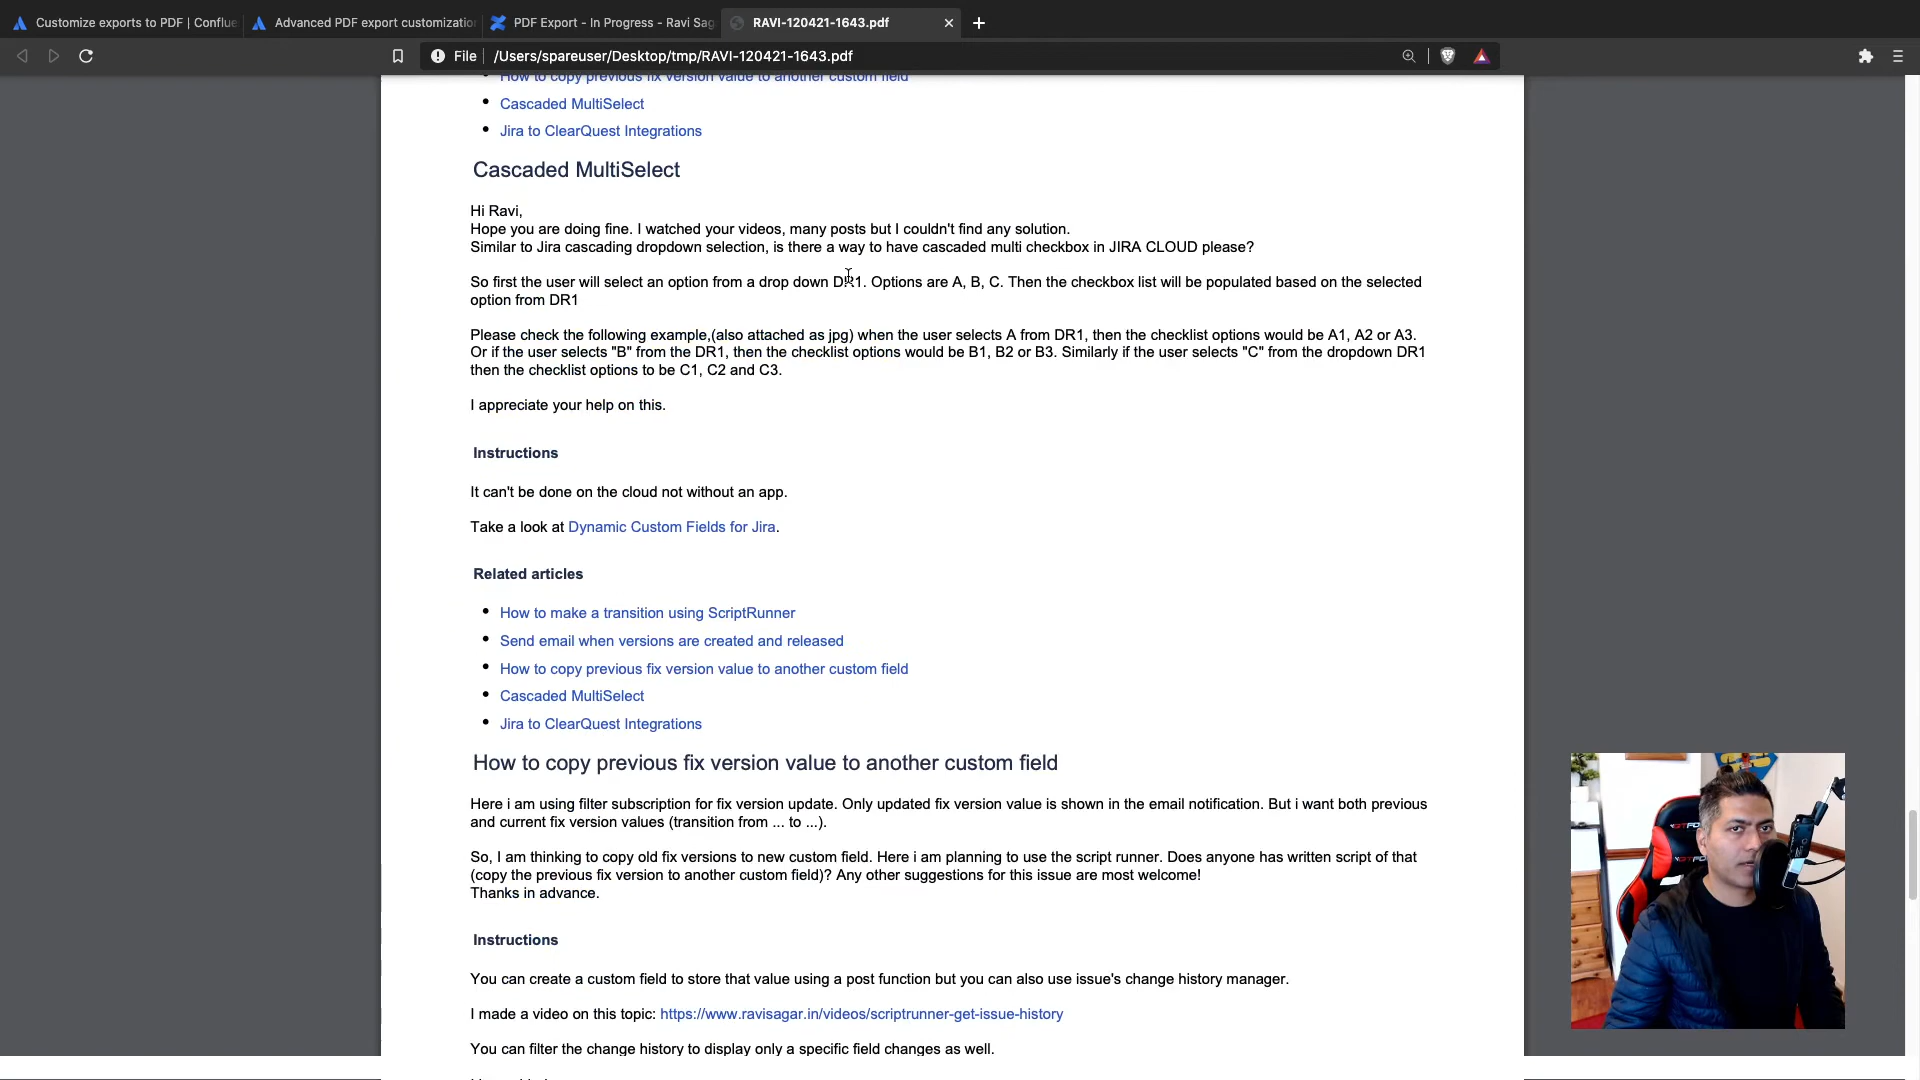 Customize exports to PDF | Conflue
Advanced PDF export customizatio
PDF Export - In Progress - Ravi Sag
RAVI-120421-1643.pdf
File
/Users/spareuser/Desktop/tmp/RAVI-120421-1643.pdf
How to copy previous fix version value to another custom field
Cascaded MultiSelect
Jira to ClearQuest Integrations
Cascaded MultiSelect
Hi Ravi,
Hope you are doing fine. I watched your videos, many posts but I couldn't find any solution.
Similar to Jira cascading dropdown selection, is there a way to have cascaded multi checkbox in JIRA CLOUD please?
So first the user will select an option from a drop down DR1. Options are A, B, C. Then the checkbox list will be populated based on the selected
option from DR1
Please check the following example,(also attached as jpg) when the user selects A from DR1, then the checklist options would be A1, A2 or A3.
Or if the user selects "B" from the DR1, then the checklist options would be B1, B2 or B3. Similarly if the user selects "C" from the dropdown DR1
then the checklist options to be C1, C2 and C3.
I appreciate your help on this.
Instructions
It can't be done on the cloud not without an app.
Take a look at Dynamic Custom Fields for Jira.
Related articles
How to make a transition using ScriptRunner
Send email when versions are created and released
How to copy previous fix version value to another custom field
Cascaded MultiSelect
Jira to ClearQuest Integrations
How to copy previous fix version value to another custom field
Here i am using filter subscription for fix version update. Only updated fix version value is shown in the email notification. But i want both previous
and current fix version values (transition from ... to ...).
So, I am thinking to copy old fix versions to new custom field. Here i am planning to use the script runner. Does anyone has written script of that
(copy the previous fix version to another custom field)? Any other suggestions for this issue are most welcome!
Thanks in advance.
Instructions
You can create a custom field to store that value using a post function but you can also use issue's change history manager.
I made a video on this topic: https://www.ravisagar.in/videos/scriptrunner-get-issue-history
You can filter the change history to display only a specific field changes as well.